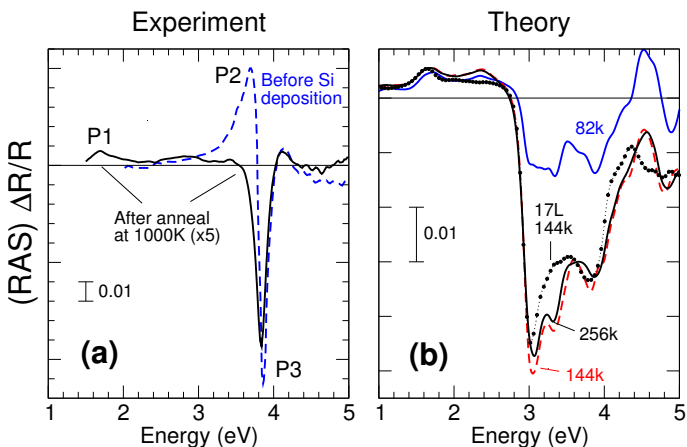 Experiment
Theory
(RAS) ΔR/R
P2
Before Si
deposition
P1
After anneal
at 1000K (x5)
0.01
(a)
P3
1 2 3 4 5
Energy (eV)
82k
0.01
17L
144k
256k
(b)
144k
1 2 3 4 5
Energy (eV)